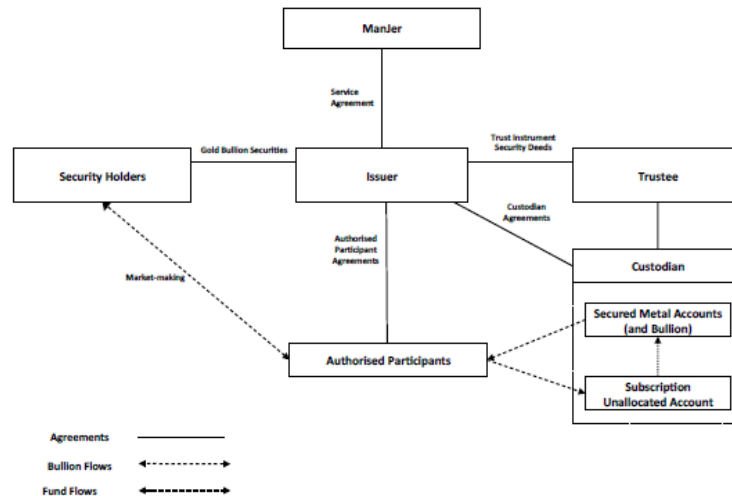 ManJer
Service
Agreement
Trust Instrument
Security Deeds
Gold Bullion Securities
Security Holders
Issuer
Trustee
Custodian
Agreements
Authorised
Participant
Agreements
Custodian
Market-making
Secured Metal Accounts
(and Bullion)
Authorised Participants
Subscription
Unallocated Account
Agreements
Bullion Flows
Fund Flows